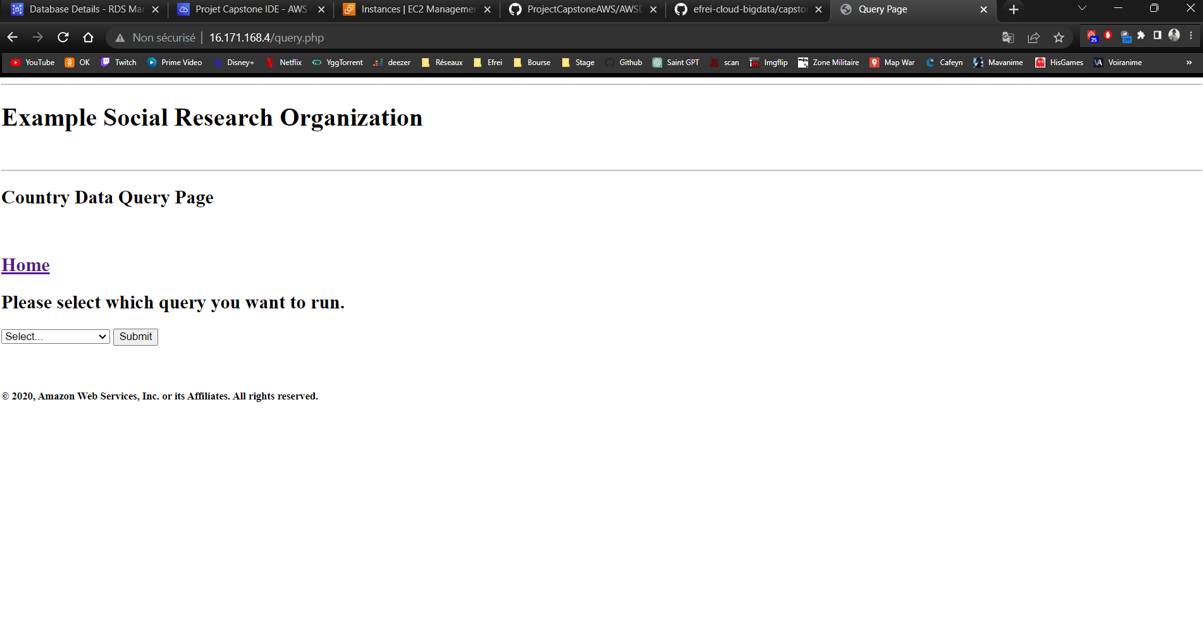 Database Details - RDS Ma
Projet Capstone IDE - AWS
Instances | EC2 Manageme
ProjectCapstoneAWS/AWS
efrei-cloud-bigdata/capsto
Query Page
Non sécurisé | 16.171.168.4/query.php
25
YouTube OK Twitch Prime Video Disney+ Netflix YggTorrent deezer Réseaux Efrei Bourse Stage Github Saint GPT scan Imgflip Zone Militaire Map War Cafeyn Mavanime HisGames Voiranime »
Example Social Research Organization
Country Data Query Page
Home
Please select which query you want to run.
Select... Submit
© 2020, Amazon Web Services, Inc. or its Affiliates. All rights reserved.